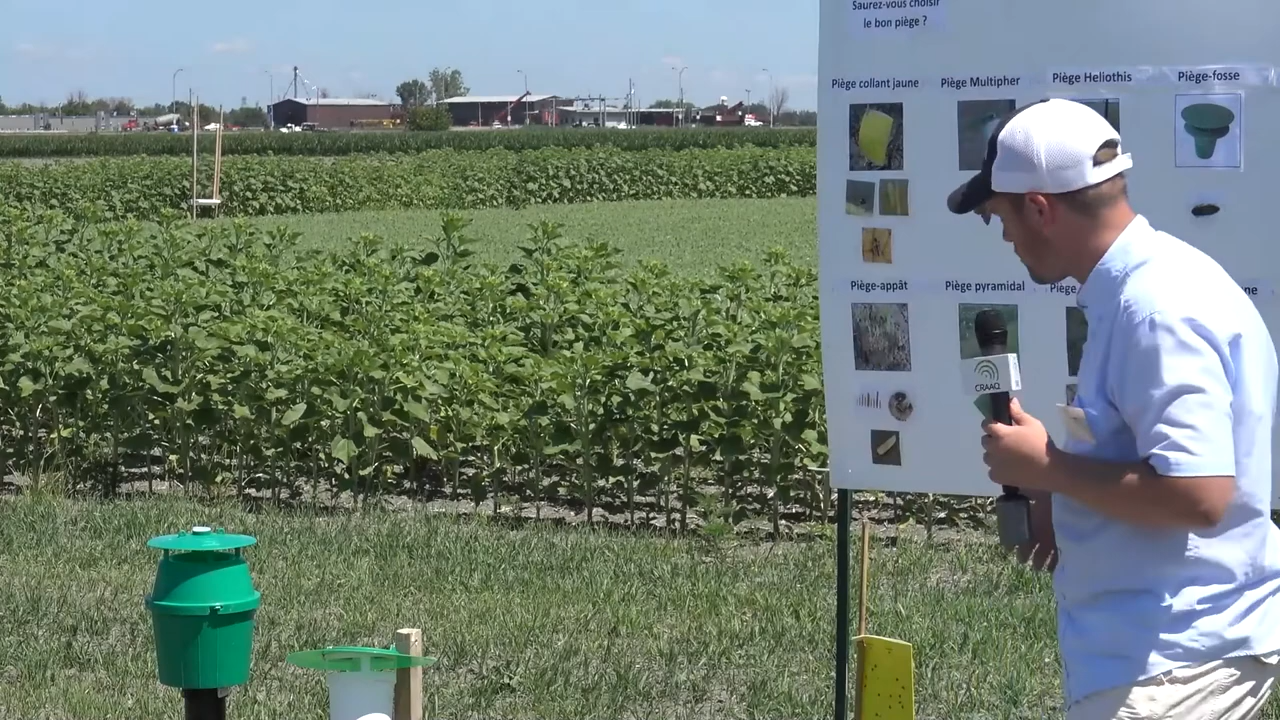 Saurez-vous choisir
le bon piège ?
Piège collant jaune
Piège Multipher
Piège Heliothis
Piège-fosse
Piège-appât
Piège pyramidal
Piège
ne
CRAAQ